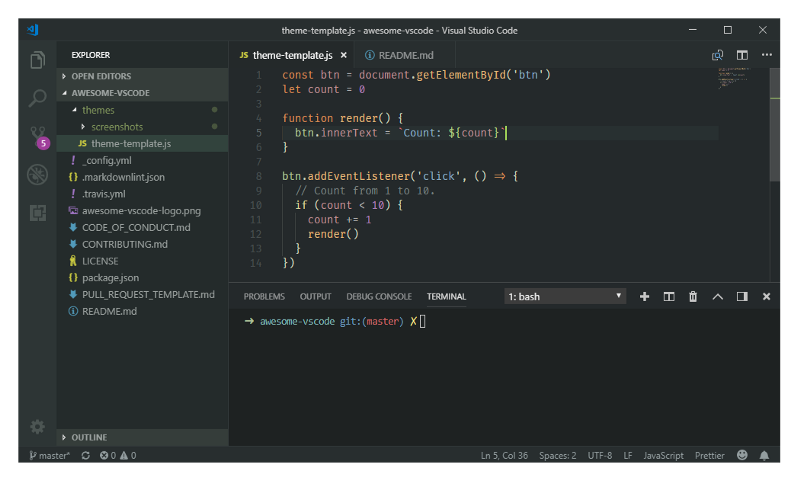 theme-template.js - awesome-vscode - Visual Studio Code
EXPLORER
OPEN EDITORS
AWESOME-VSCODE
themes
screenshots
JS theme-template.js
! _config.yml
{} .markdownlint.json
! .travis.yml
awesome-vscode-logo.png
CODE_OF_CONDUCT.md
CONTRIBUTING.md
LICENSE
{} package.json
PULL_REQUEST_TEMPLATE.md
README.md
OUTLINE
5
JS theme-template.js
README.md
1 const btn = document.getElementById('btn')
2 let count = 0
3
4 function render() {
5 btn.innerText = `Count: ${count}`
6 }
7
8 btn.addEventListener('click', () => {
9 // Count from 1 to 10.
10 if (count < 10) {
11 count += 1
12 render()
13 }
14 })
PROBLEMS OUTPUT DEBUG CONSOLE TERMINAL 1: bash
➜ awesome-vscode git:(master) ✗
master* 0 0 Ln 5, Col 36 Spaces: 2 UTF-8 LF JavaScript Prettier